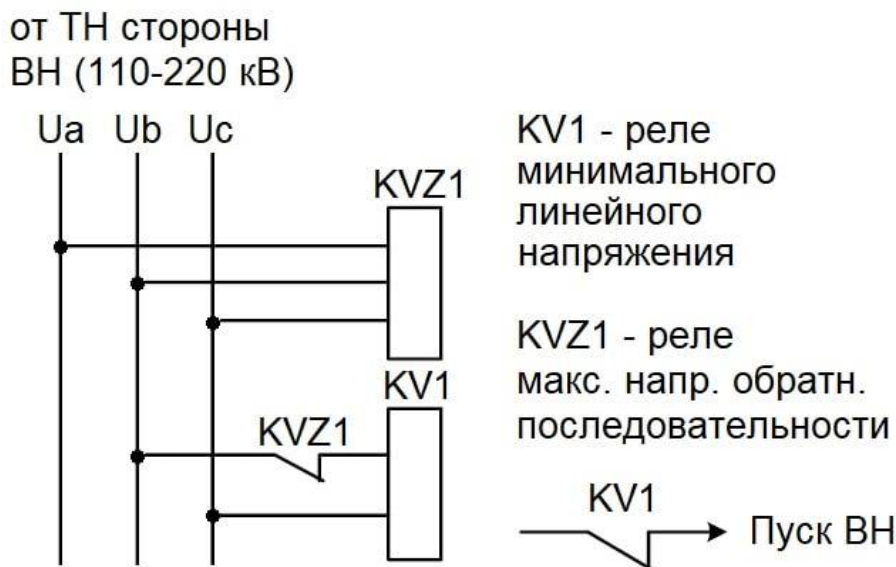 от ТН стороны
ВН (110-220 кВ)
Ua Ub Uc
KVZ1
KV1 - реле
минимального
линейного
напряжения
KVZ1 - реле
макс. напр. обратн.
последовательности
KV1
KVZ1
KV1
Пуск ВН